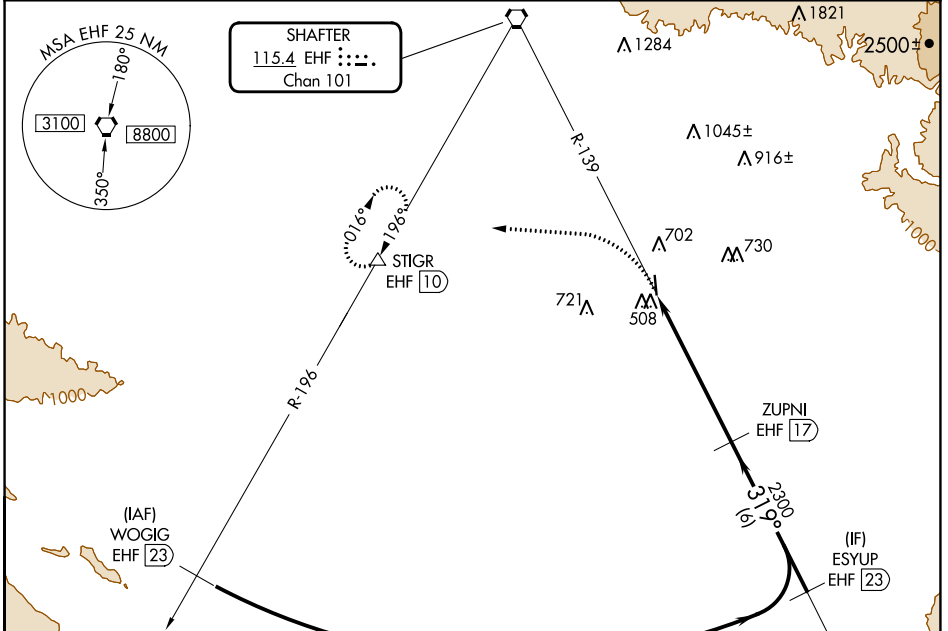 MSA EHF 25 NM
180°
3100
8800
350°
SHAFTER
115.4 EHF
Chan 101
1821
1284
2500±
1045±
916±
1000
R-139
016°
196°
STIGR
EHF 10
702
730
721
508
1000
R-196
ZUPNI
EHF 17
2300
319°
(6)
(IAF)
WOGIG
EHF 23
(IF)
ESYUP
EHF 23